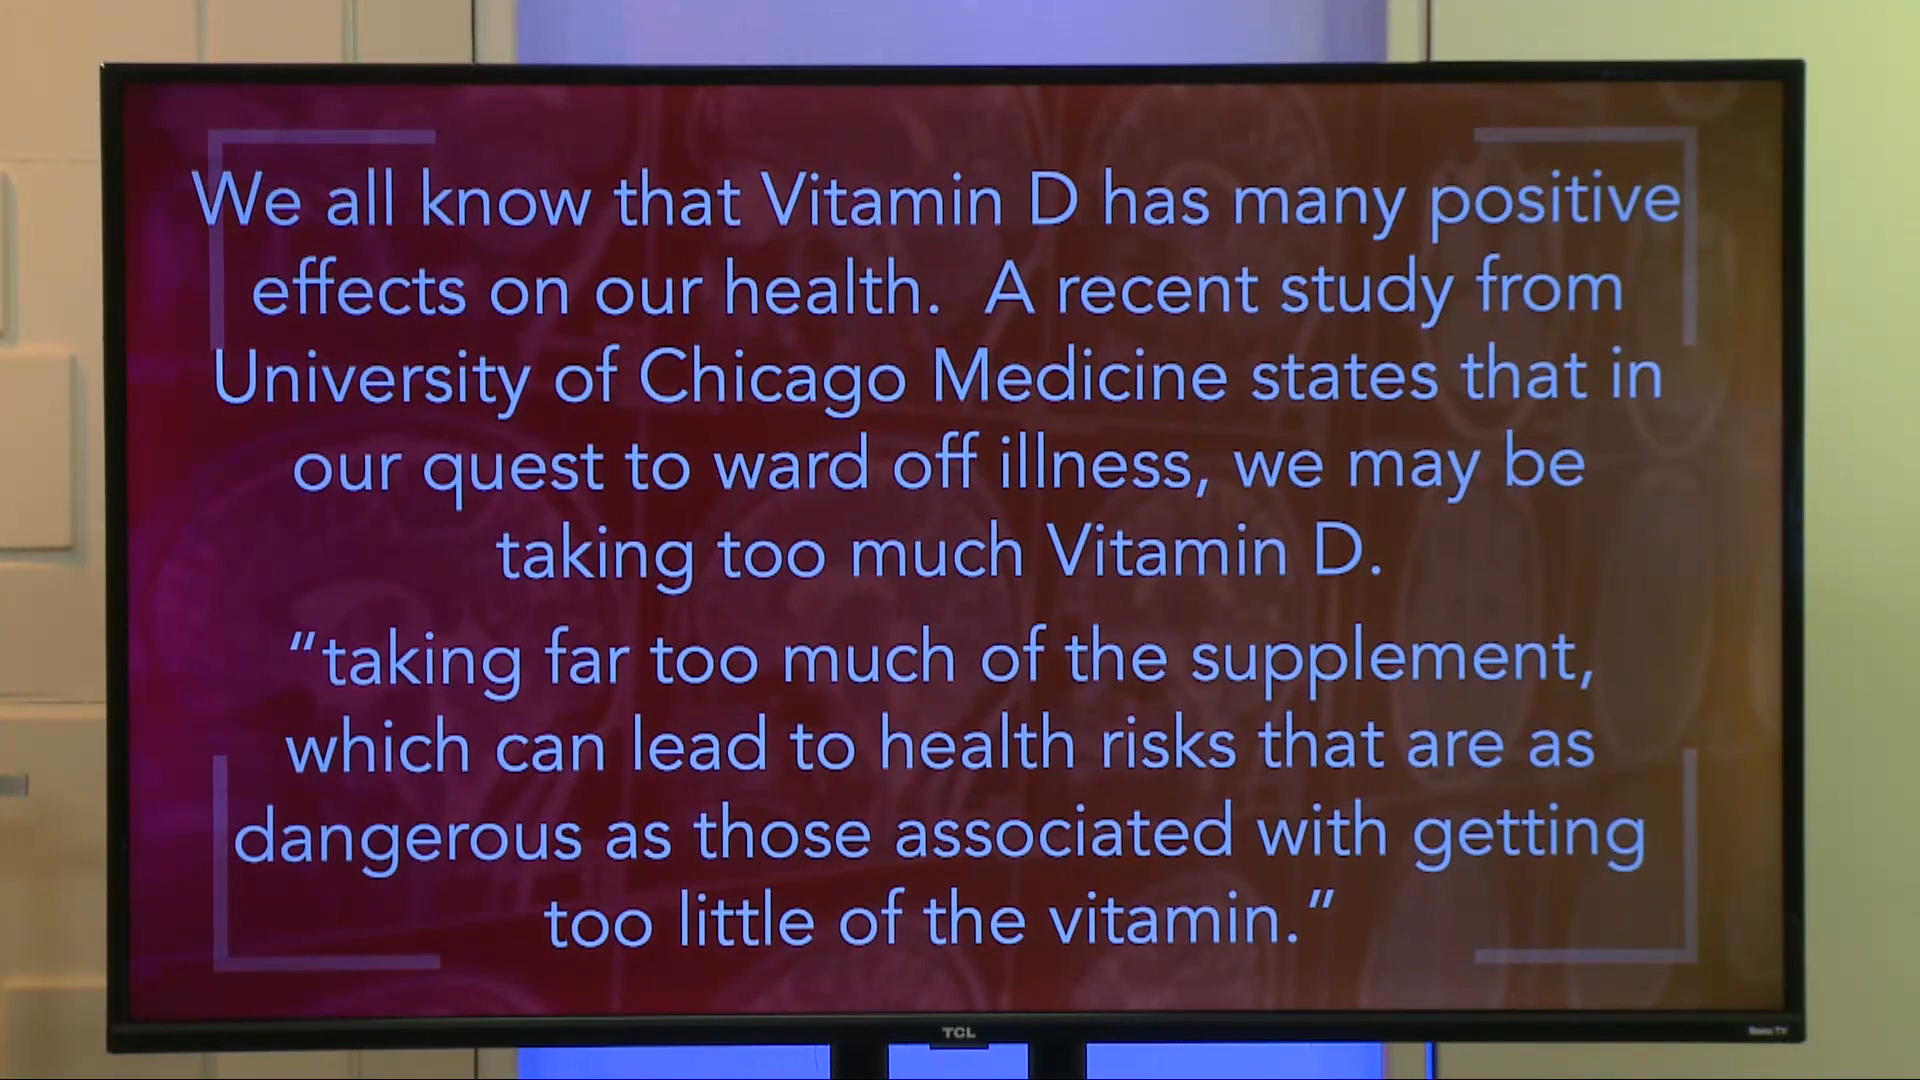 We all know that Vitamin D has many positive
effects on our health. A recent study from
University of Chicago Medicine states that in
our quest to ward off illness, we may be
taking too much Vitamin D.
“taking far too much of the supplement,
which can lead to health risks that are as
dangerous as those associated with getting
too little of the vitamin.”
TCL
Roku TV